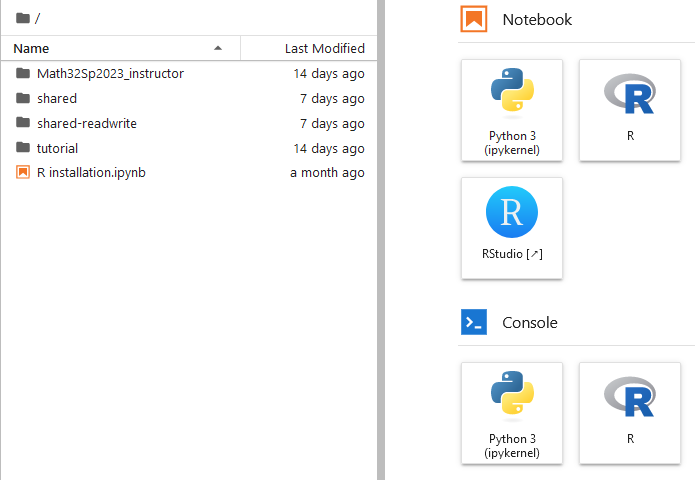 /
Name Last Modified
Math32Sp2023_instructor 14 days ago
shared 7 days ago
shared-readwrite 7 days ago
tutorial 14 days ago
R installation.ipynb a month ago
Notebook
Python 3
(ipykernel)
R
R
R
RStudio [↗]
Console
Python 3
(ipykernel)
R
R